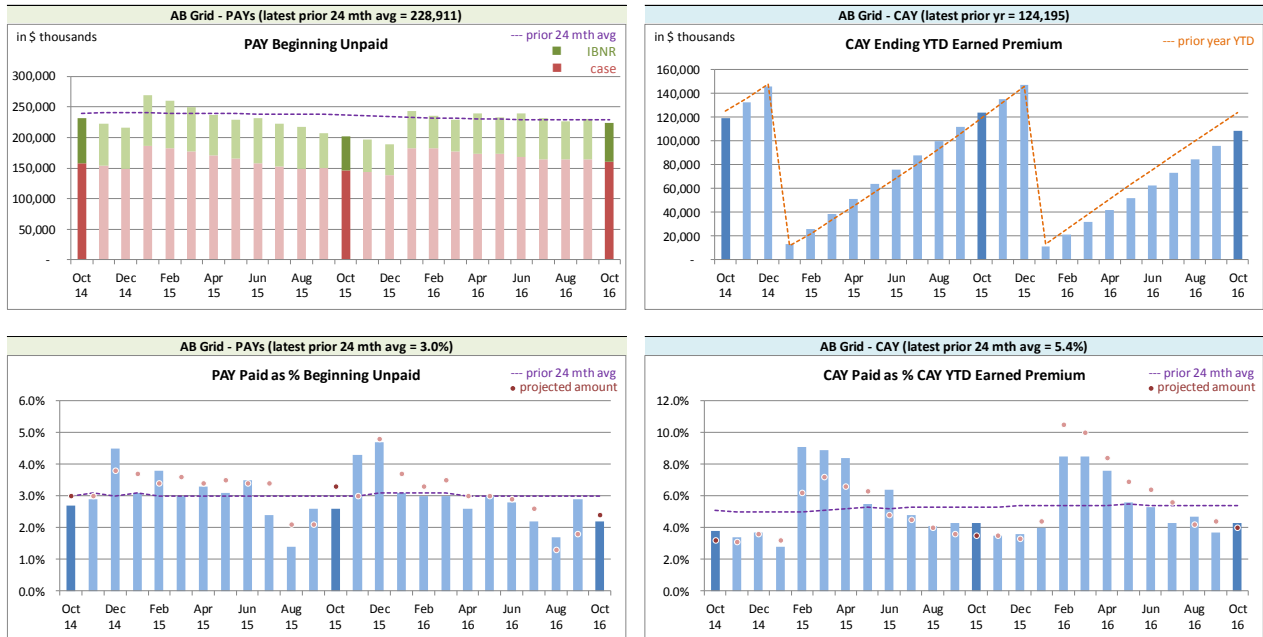 AB Grid - PAYs (latest prior 24 mth avg = 228,911)
in $ thousands
PAY Beginning Unpaid
--- prior 24 mth avg
IBNR
case
300,000
250,000
200,000
150,000
100,000
50,000
-
Oct Dec Feb Apr Jun Aug Oct Dec Feb Apr Jun Aug Oct
14 14 15 15 15 15 15 15 16 16 16 16 16
AB Grid - CAY (latest prior yr = 124,195)
in $ thousands
CAY Ending YTD Earned Premium
--- prior year YTD
160,000
140,000
120,000
100,000
80,000
60,000
40,000
20,000
-
Oct Dec Feb Apr Jun Aug Oct Dec Feb Apr Jun Aug Oct
14 14 15 15 15 15 15 15 16 16 16 16 16
AB Grid - PAYs (latest prior 24 mth avg = 3.0%)
PAY Paid as % Beginning Unpaid
--- prior 24 mth avg
projected amount
6.0%
5.0%
4.0%
3.0%
2.0%
1.0%
0.0%
Oct Dec Feb Apr Jun Aug Oct Dec Feb Apr Jun Aug Oct
14 14 15 15 15 15 15 15 16 16 16 16 16
AB Grid - CAY (latest prior 24 mth avg = 5.4%)
CAY Paid as % CAY YTD Earned Premium
--- prior 24 mth avg
projected amount
12.0%
10.0%
8.0%
6.0%
4.0%
2.0%
0.0%
Oct Dec Feb Apr Jun Aug Oct Dec Feb Apr Jun Aug Oct
14 14 15 15 15 15 15 15 16 16 16 16 16